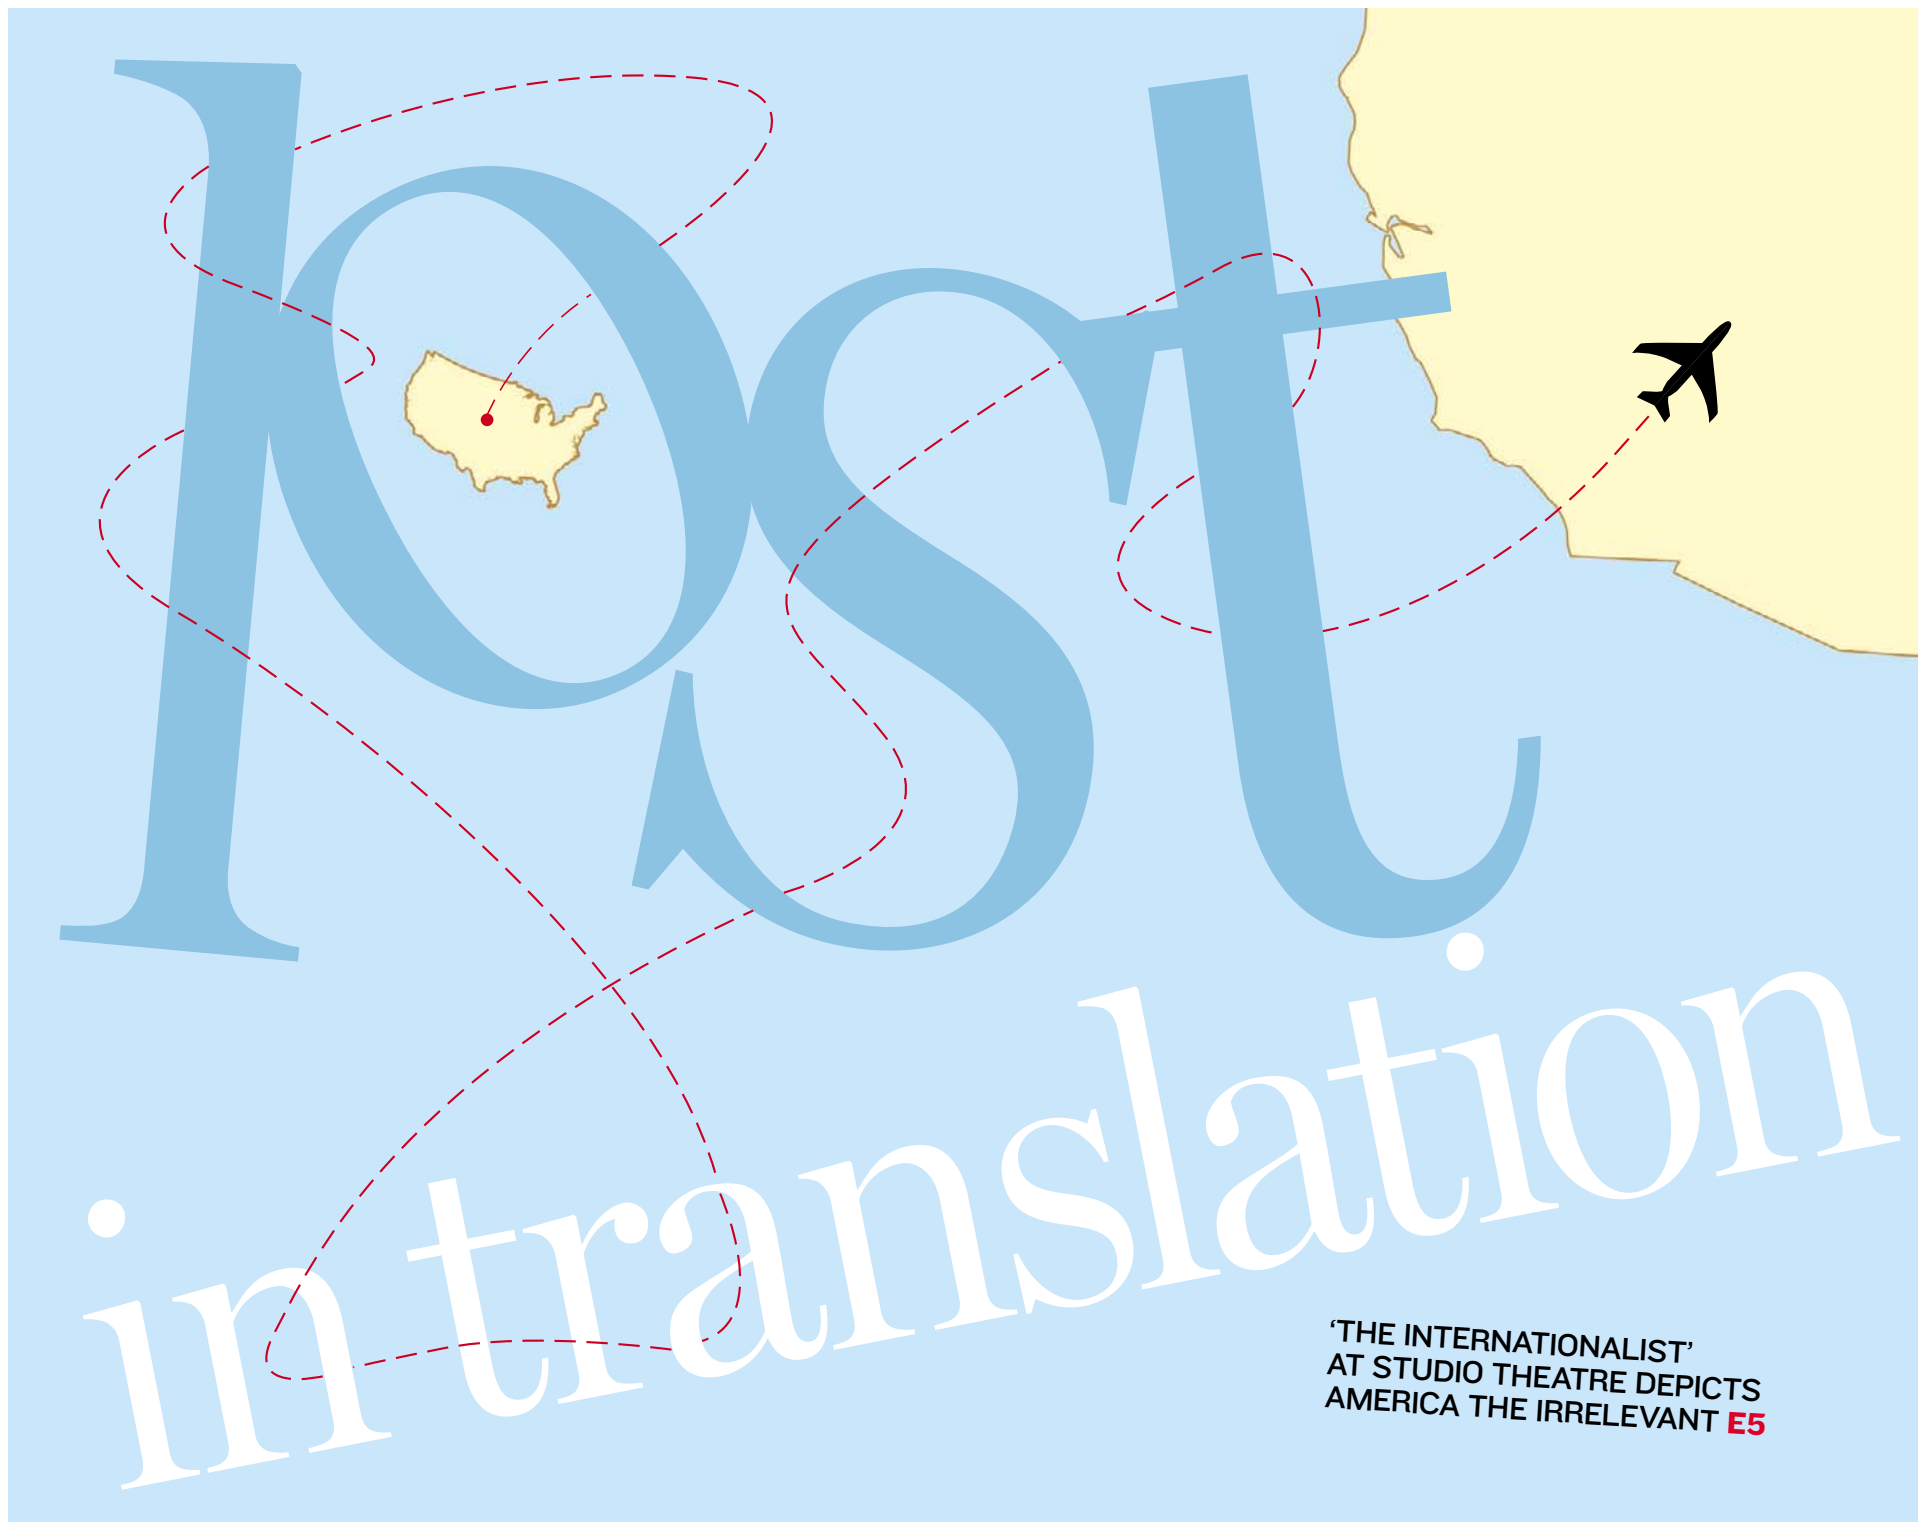 lost
in translation
‘THE INTERNATIONALIST’
AT STUDIO THEATRE DEPICTS
AMERICA THE IRRELEVANT E5